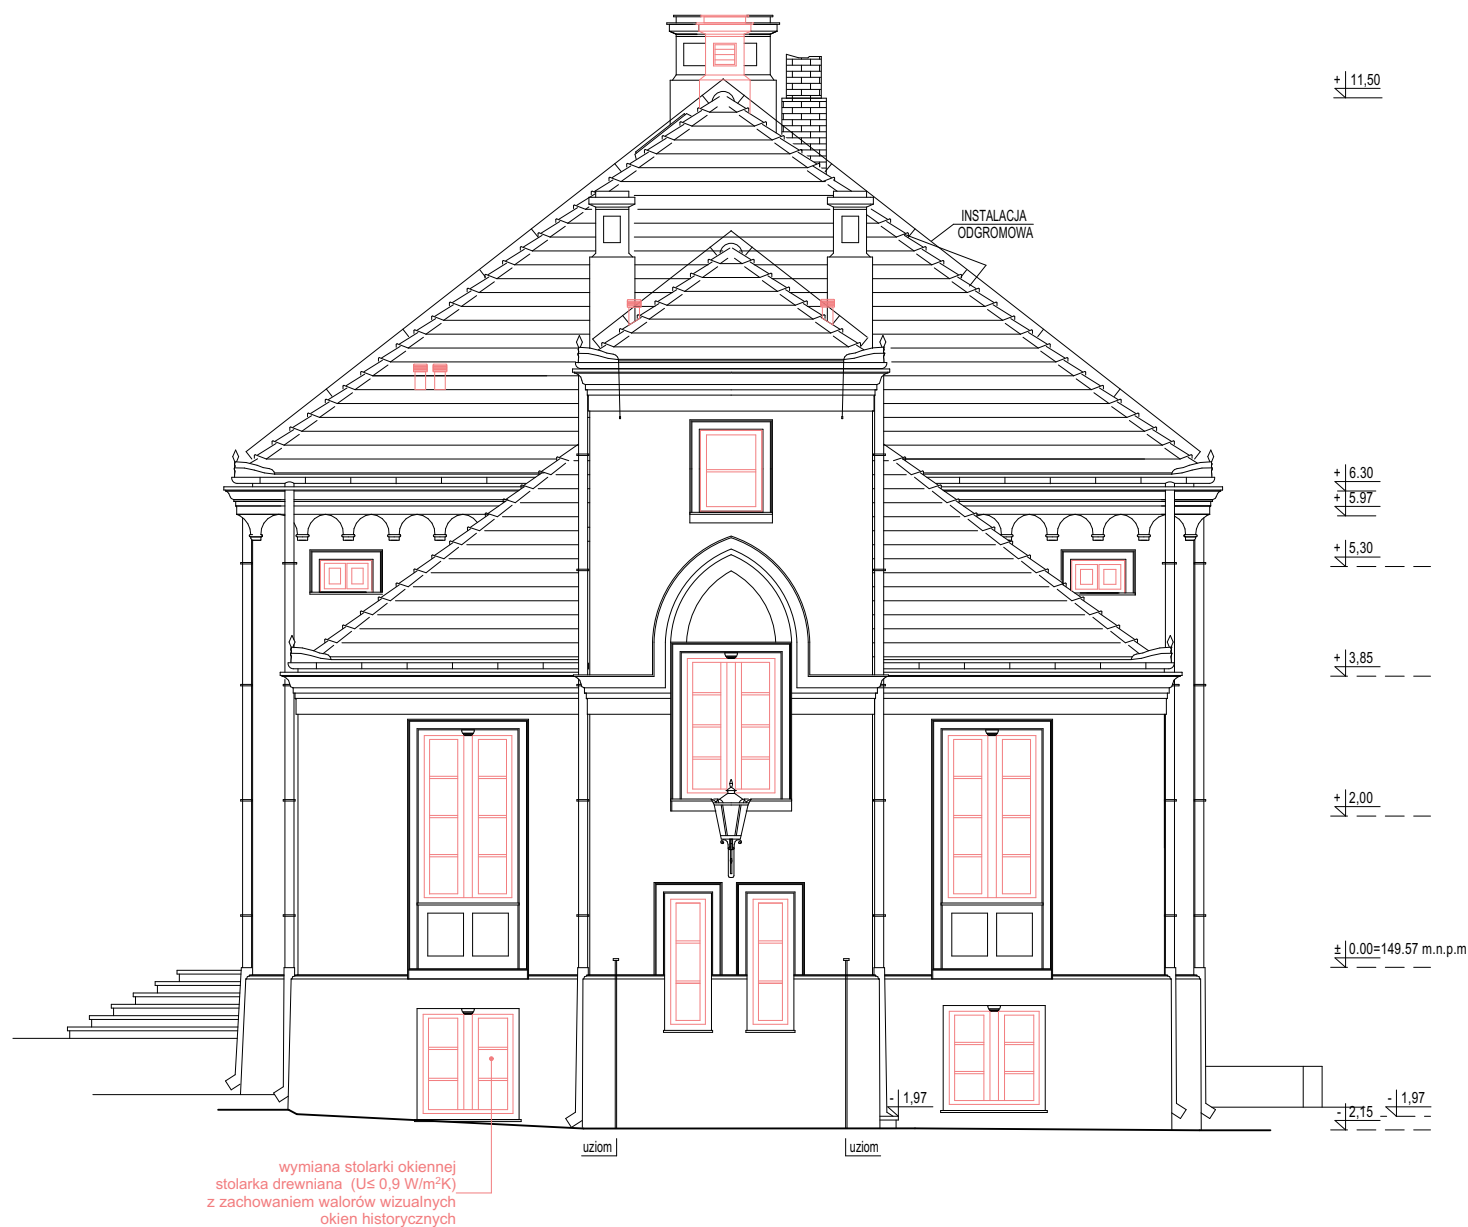 + 11,50
INSTALACJA
ODGROMOWA
+ 6.30
+ 5.97
+ 5,30
+ 3,85
+ 2,00
± 0.00=149.57 m.n.p.m
- 1,97
- 1,97
- 2,15
uziom
uziom
wymiana stolarki okiennej
stolarka drewniana (U≤ 0,9 W/m²K)
z zachowaniem walorów wizualnych
okien historycznych